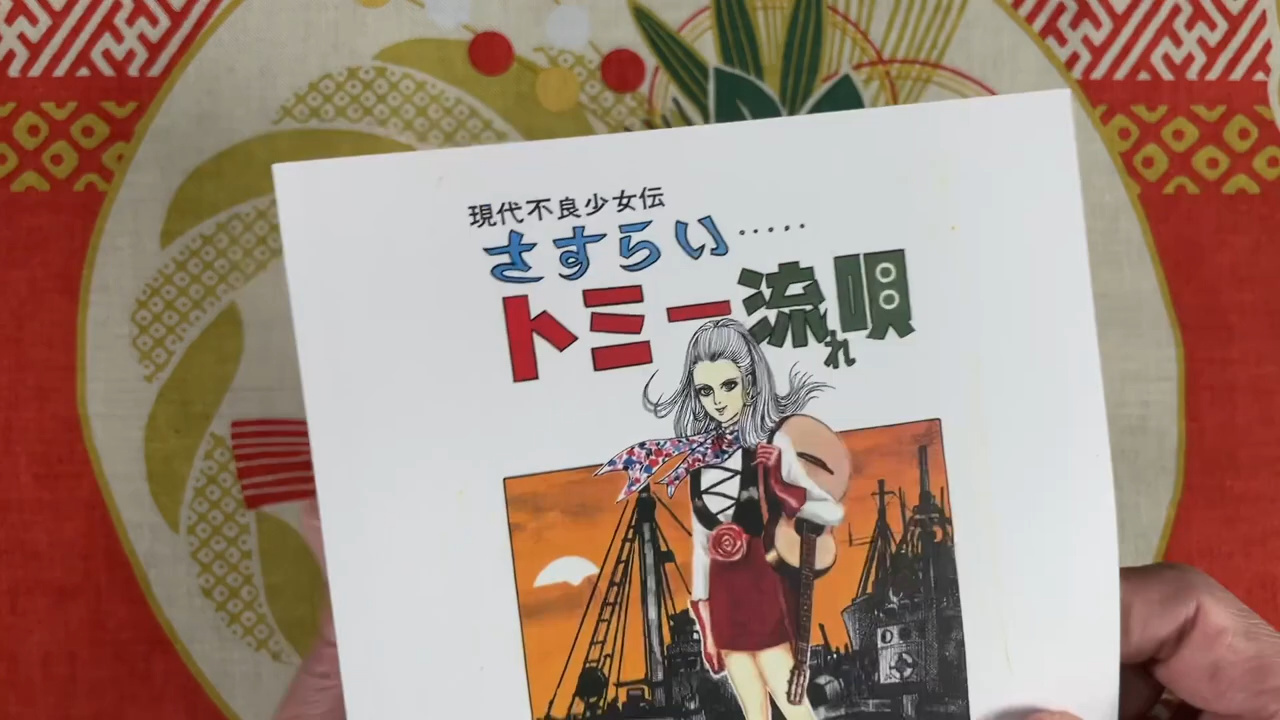 現代不良少女伝
さすらい・・・・・
トミー流れ唄